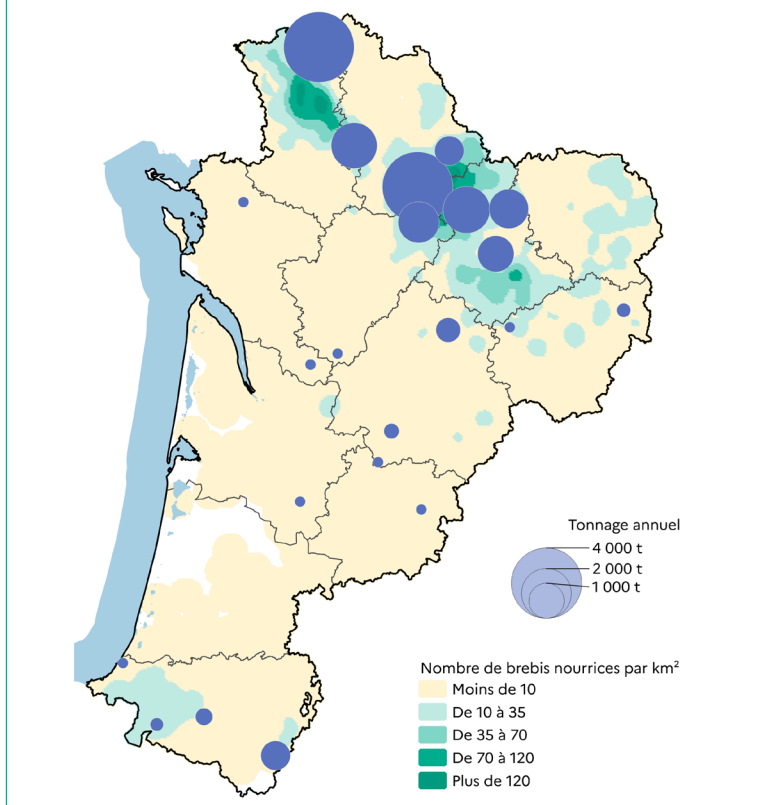 Tonnage annuel
4 000 t
2 000 t
1 000 t
Nombre de brebis nourrices par km²
Moins de 10
De 10 à 35
De 35 à 70
De 70 à 120
Plus de 120